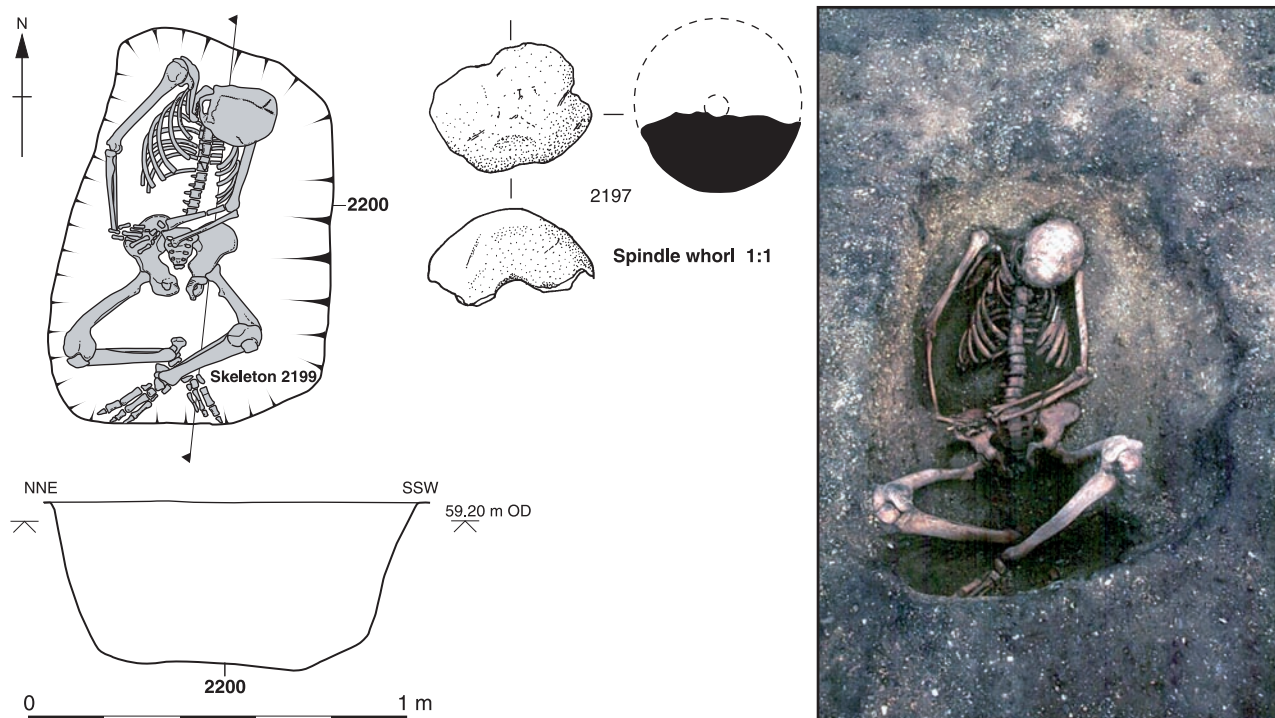 N
2200
Skeleton 2199
2197
Spindle whorl 1:1
NNE
SSW
59.20 m OD
2200
0
1 m